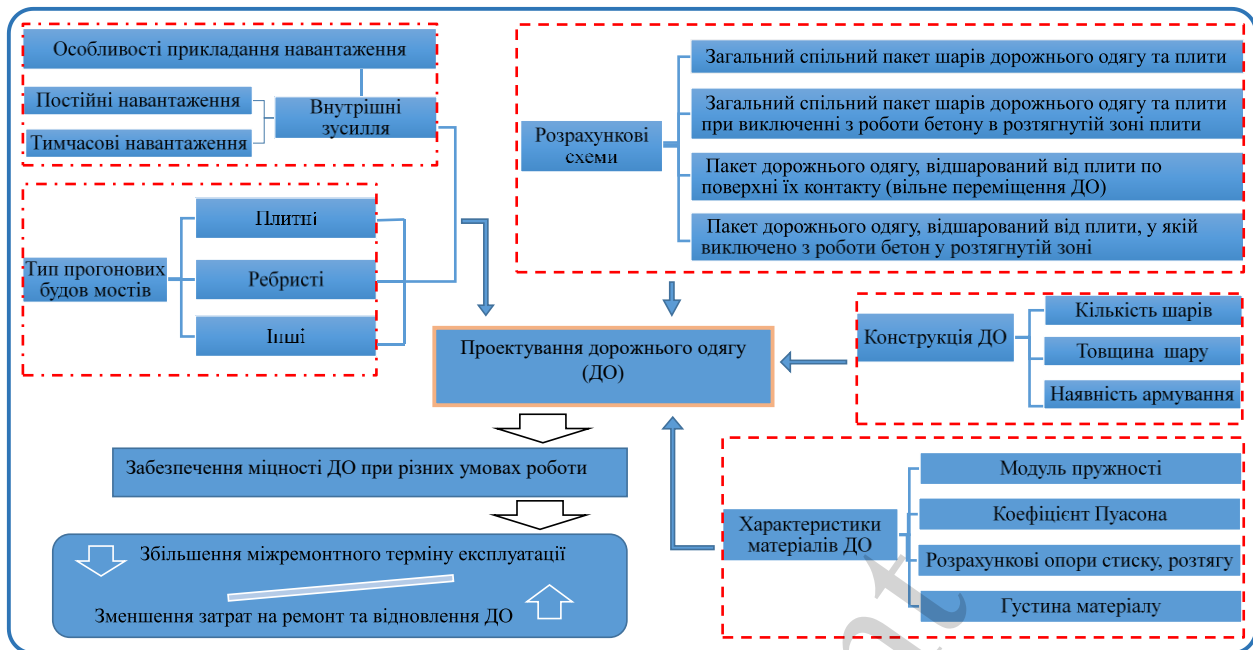 Особливості прикладання навантаження
Постійні навантаження
Тимчасові навантаження
Внутрішні
зусилля
Тип прогонових
будов мостів
Плитні
Ребристі
Інші
Розрахункові
схеми
Загальний спільний пакет шарів дорожнього одягу та плити
Загальний спільний пакет шарів дорожнього одягу та плити
при виключенні з роботи бетону в розтягнутій зоні плити
Пакет дорожнього одягу, відшарований від плити по
поверхні їх контакту (вільне переміщення ДО)
Пакет дорожнього одягу, відшарований від плити, у якій
виключено з роботи бетон у розтягнутій зоні
Проектування дорожнього одягу
(ДО)
Конструкція ДО
Кількість шарів
Товщина шару
Наявність армування
Забезпечення міцності ДО при різних умовах роботи
Збільшення міжремонтного терміну експлуатації
Зменшення затрат на ремонт та відновлення ДО
Характеристики
матеріалів ДО
Модуль пружності
Коефіцієнт Пуасона
Розрахункові опори стиску, розтягу
Густина матеріалу